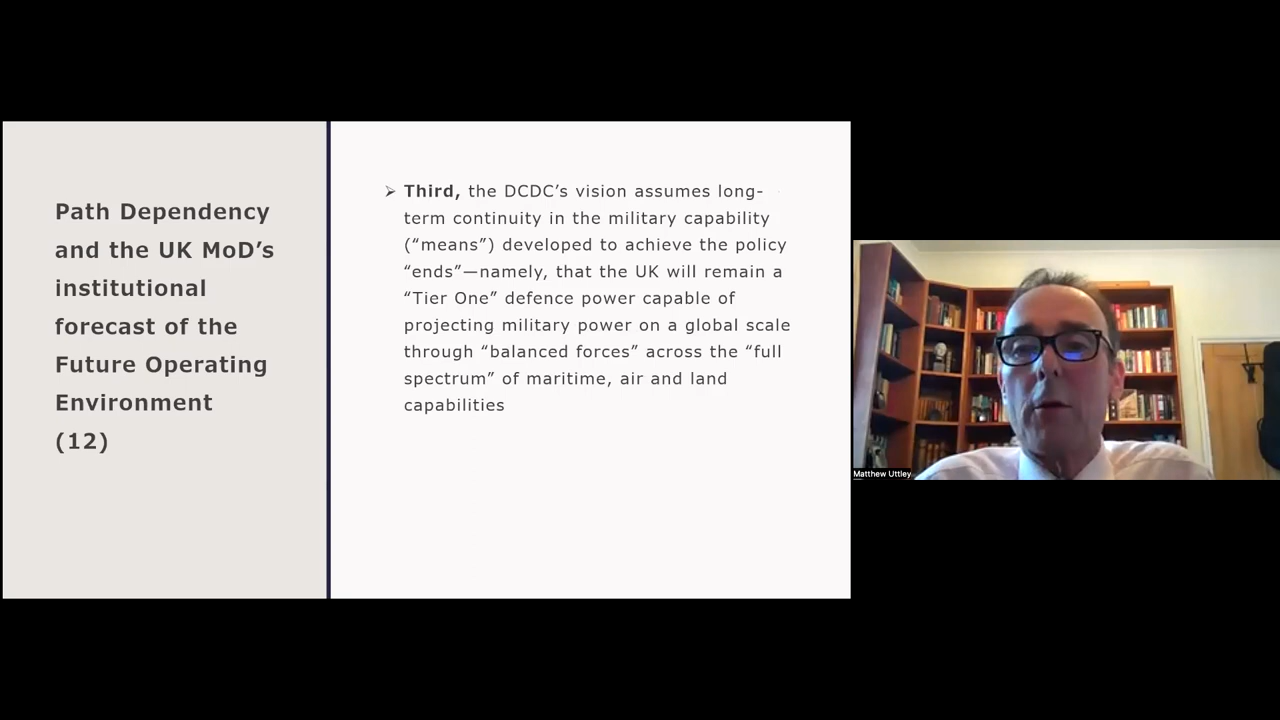 Path Dependency
and the UK MoD’s
institutional
forecast of the
Future Operating
Environment
(12)
➢ Third, the DCDC’s vision assumes long-
term continuity in the military capability
(“means”) developed to achieve the policy
“ends”—namely, that the UK will remain a
“Tier One” defence power capable of
projecting military power on a global scale
through “balanced forces” across the “full
spectrum” of maritime, air and land
capabilities
Matthew Uttley